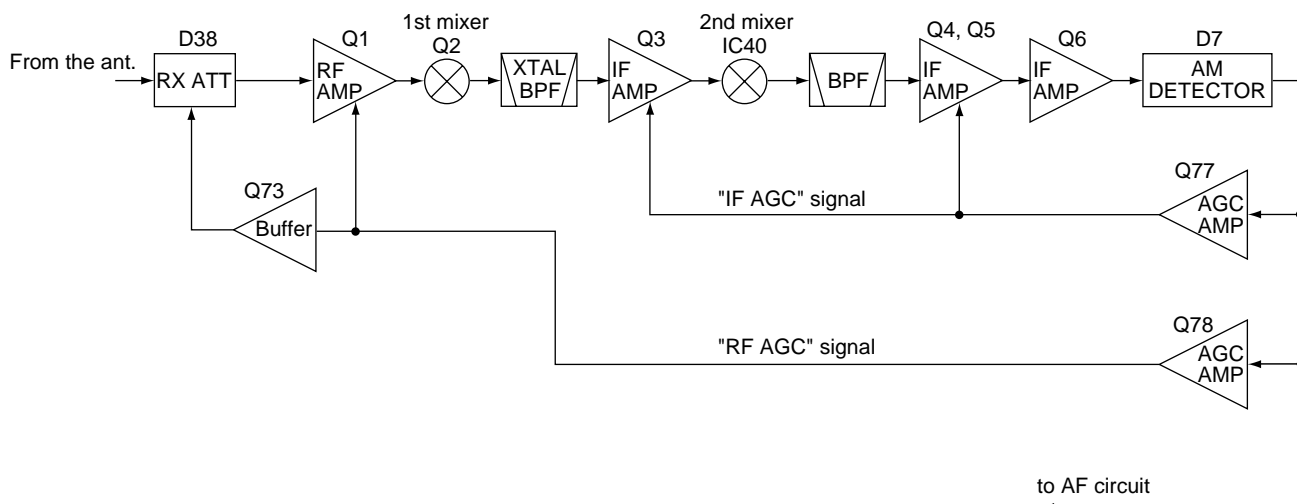 From the ant.
D38
RX ATT
Q1
RF
AMP
1st mixer
Q2
XTAL
BPF
Q3
IF
AMP
2nd mixer
IC40
BPF
Q4, Q5
IF
AMP
Q6
IF
AMP
D7
AM
DETECTOR
Q73
Buffer
"IF AGC" signal
Q77
AGC
AMP
"RF AGC" signal
Q78
AGC
AMP
to AF circuit